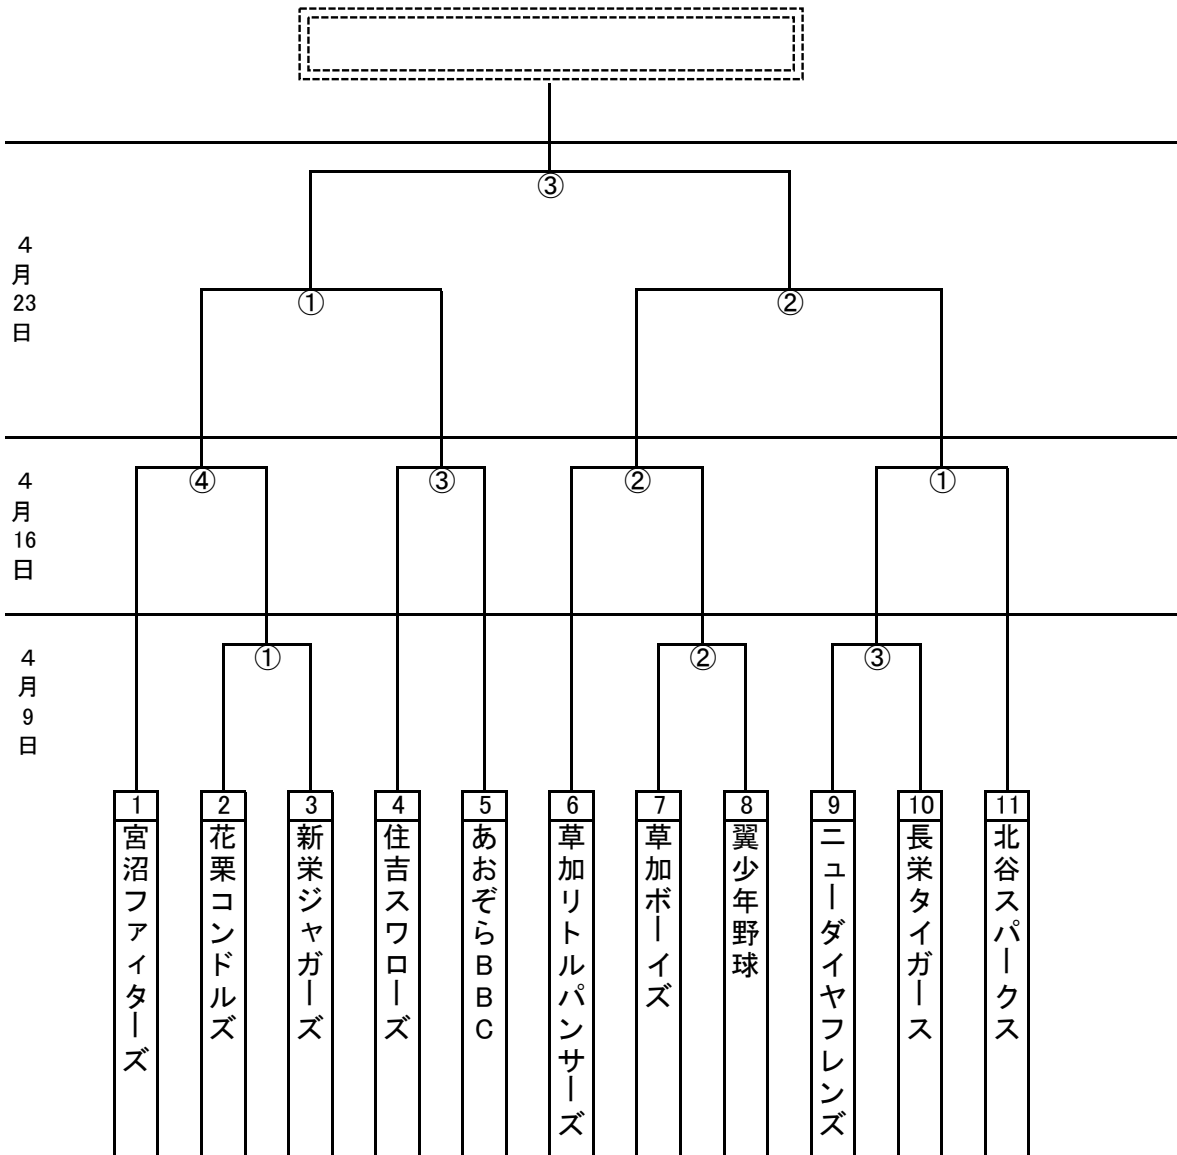 ③
4月23日
①
②
4月16日
④
③
②
①
4月9日
①
②
③
1
宮沼ファイターズ
2
花栗コンドルズ
3
新栄ジャガーズ
4
住吉スワローズ
5
あおぞらＢＢＣ
6
草加リトルパンサーズ
7
草加ボーイズ
8
翼少年野球
9
ニューダイヤフレンズ
10
長栄タイガース
11
北谷スパークス